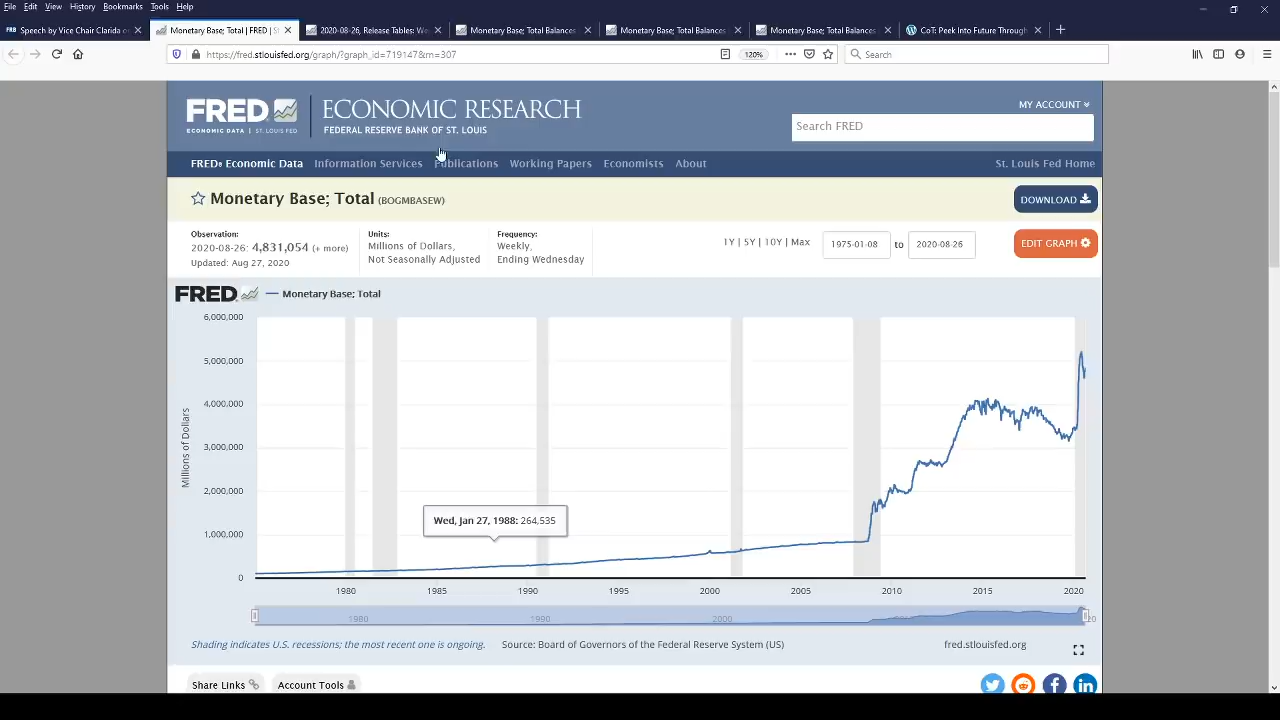 File Edit View History Bookmarks Tools Help
FRB Speech by Vice Chair Clarida o
Monetary Base; Total | FRED | S
2020-08-26, Release Tables: We
Monetary Base; Total Balances
Monetary Base; Total Balances
Monetary Base; Total Balances
CoT: Peek Into Future Through
https://fred.stlouisfed.org/graph/?graph_id=719147&rn=307
120%
Search
FRED
ECONOMIC DATA | ST. LOUIS FED
ECONOMIC RESEARCH
FEDERAL RESERVE BANK OF ST. LOUIS
MY ACCOUNT
Search FRED
FRED® Economic Data Information Services Publications Working Papers Economists About St. Louis Fed Home
Monetary Base; Total (BOGMBASEW)
DOWNLOAD
Observation:
2020-08-26: 4,831,054 (+ more)
Updated: Aug 27, 2020
Units:
Millions of Dollars,
Not Seasonally Adjusted
Frequency:
Weekly,
Ending Wednesday
1Y | 5Y | 10Y | Max
1975-01-08 to 2020-08-26
EDIT GRAPH
FRED
Monetary Base; Total
6,000,000
5,000,000
4,000,000
3,000,000
2,000,000
1,000,000
0
Millions of Dollars
Wed, Jan 27, 1988: 264,535
1980 1985 1990 1995 2000 2005 2010 2015 2020
1980 1990 2000
Shading indicates U.S. recessions; the most recent one is ongoing.
Source: Board of Governors of the Federal Reserve System (US)
fred.stlouisfed.org
Share Links
Account Tools